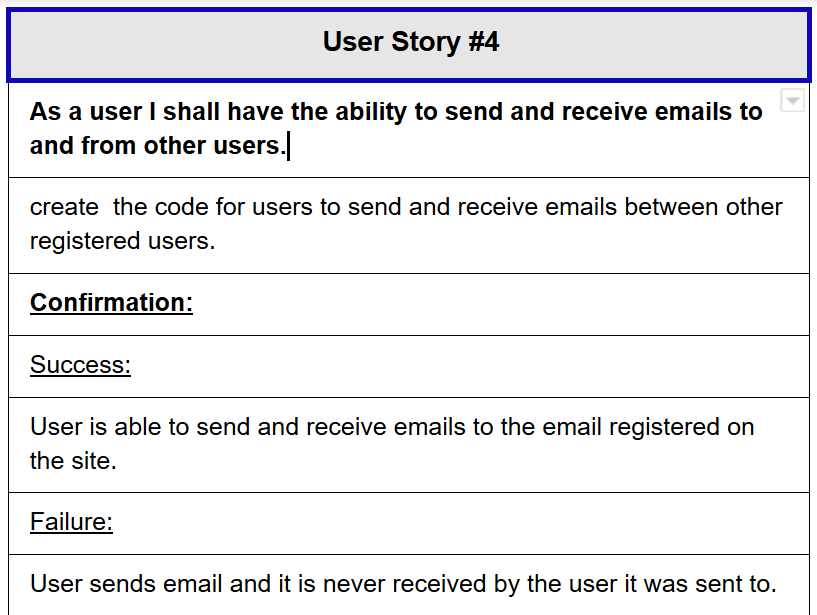 User Story #4
As a user I shall have the ability to send and receive emails to
and from other users.
create  the code for users to send and receive emails between other
registered users.
Confirmation:
Success:
User is able to send and receive emails to the email registered on
the site.
Failure:
User sends email and it is never received by the user it was sent to.